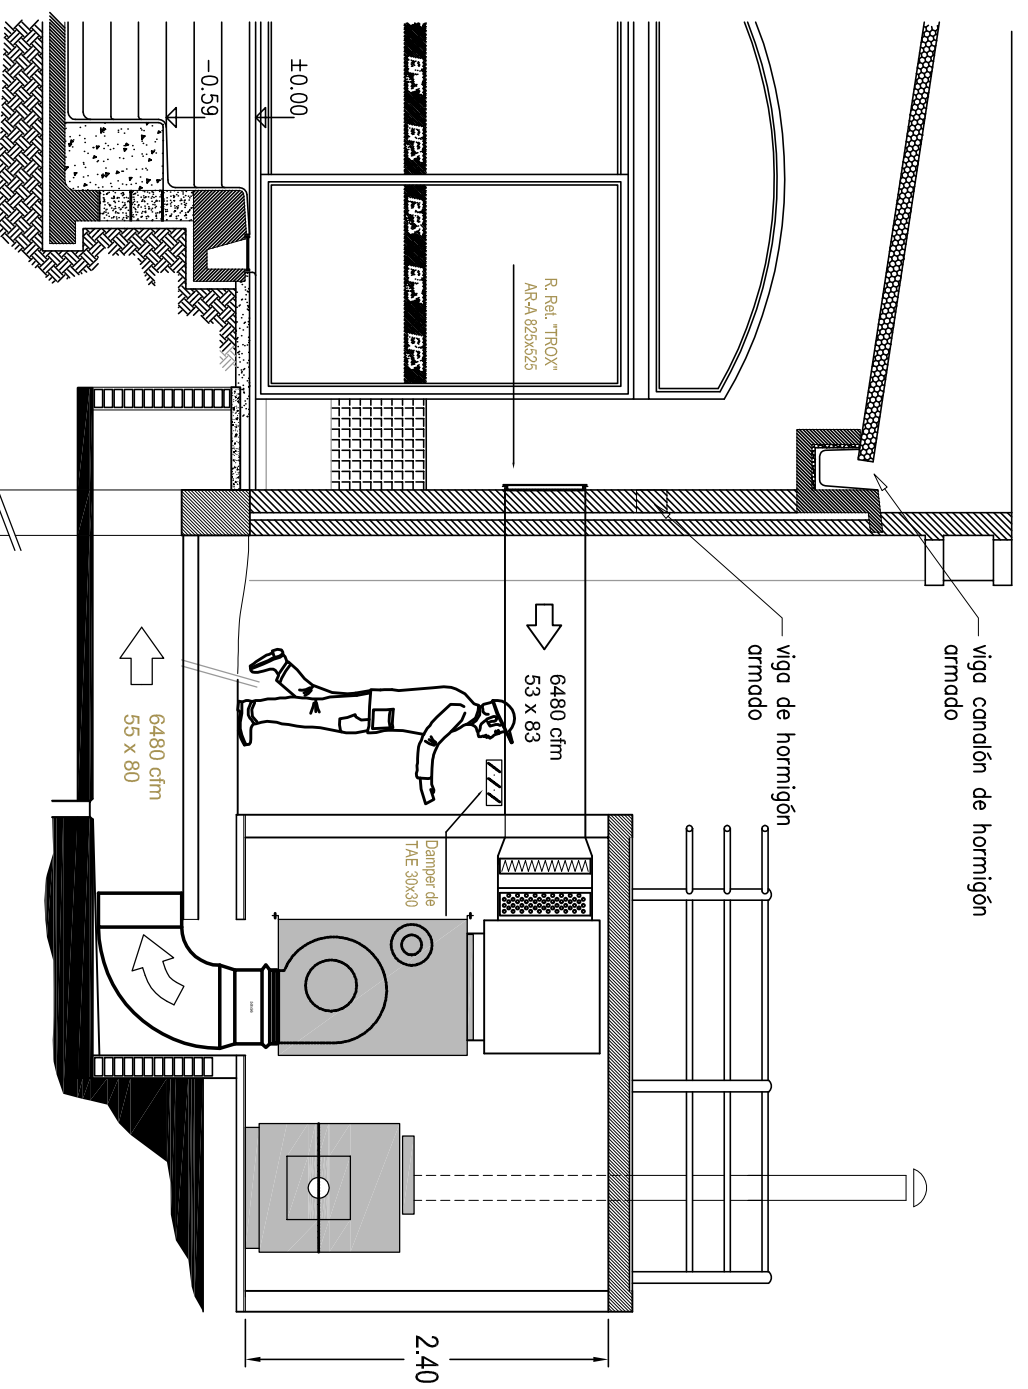 viga canalón de hormigón
armado
viga de hormigón
armado
R. Ret. "TROX"
AR-A 825x525
6480 cfm
53 x 83
Damper de
TAE 30x30
±0.00
-0.59
6480 cfm
55 x 80
2.40